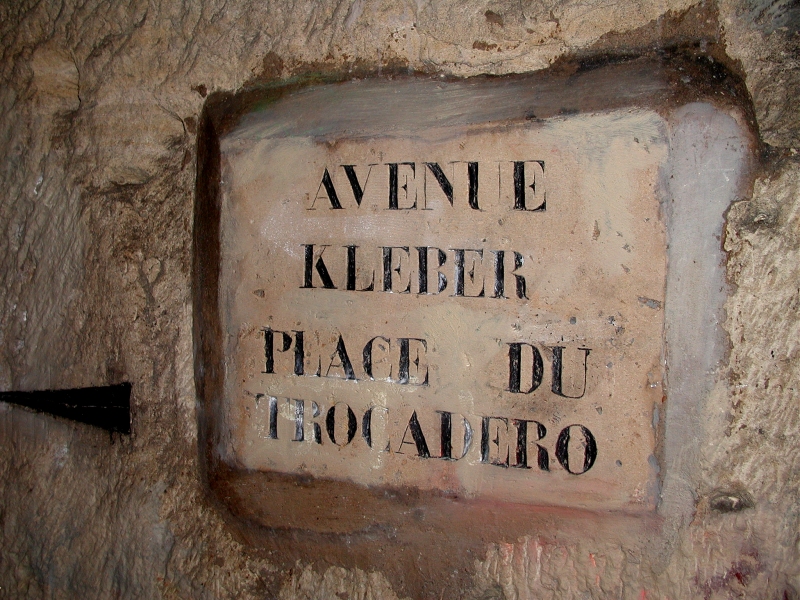 AVENUE
KLEBER
PLACE DU
TROCADERO